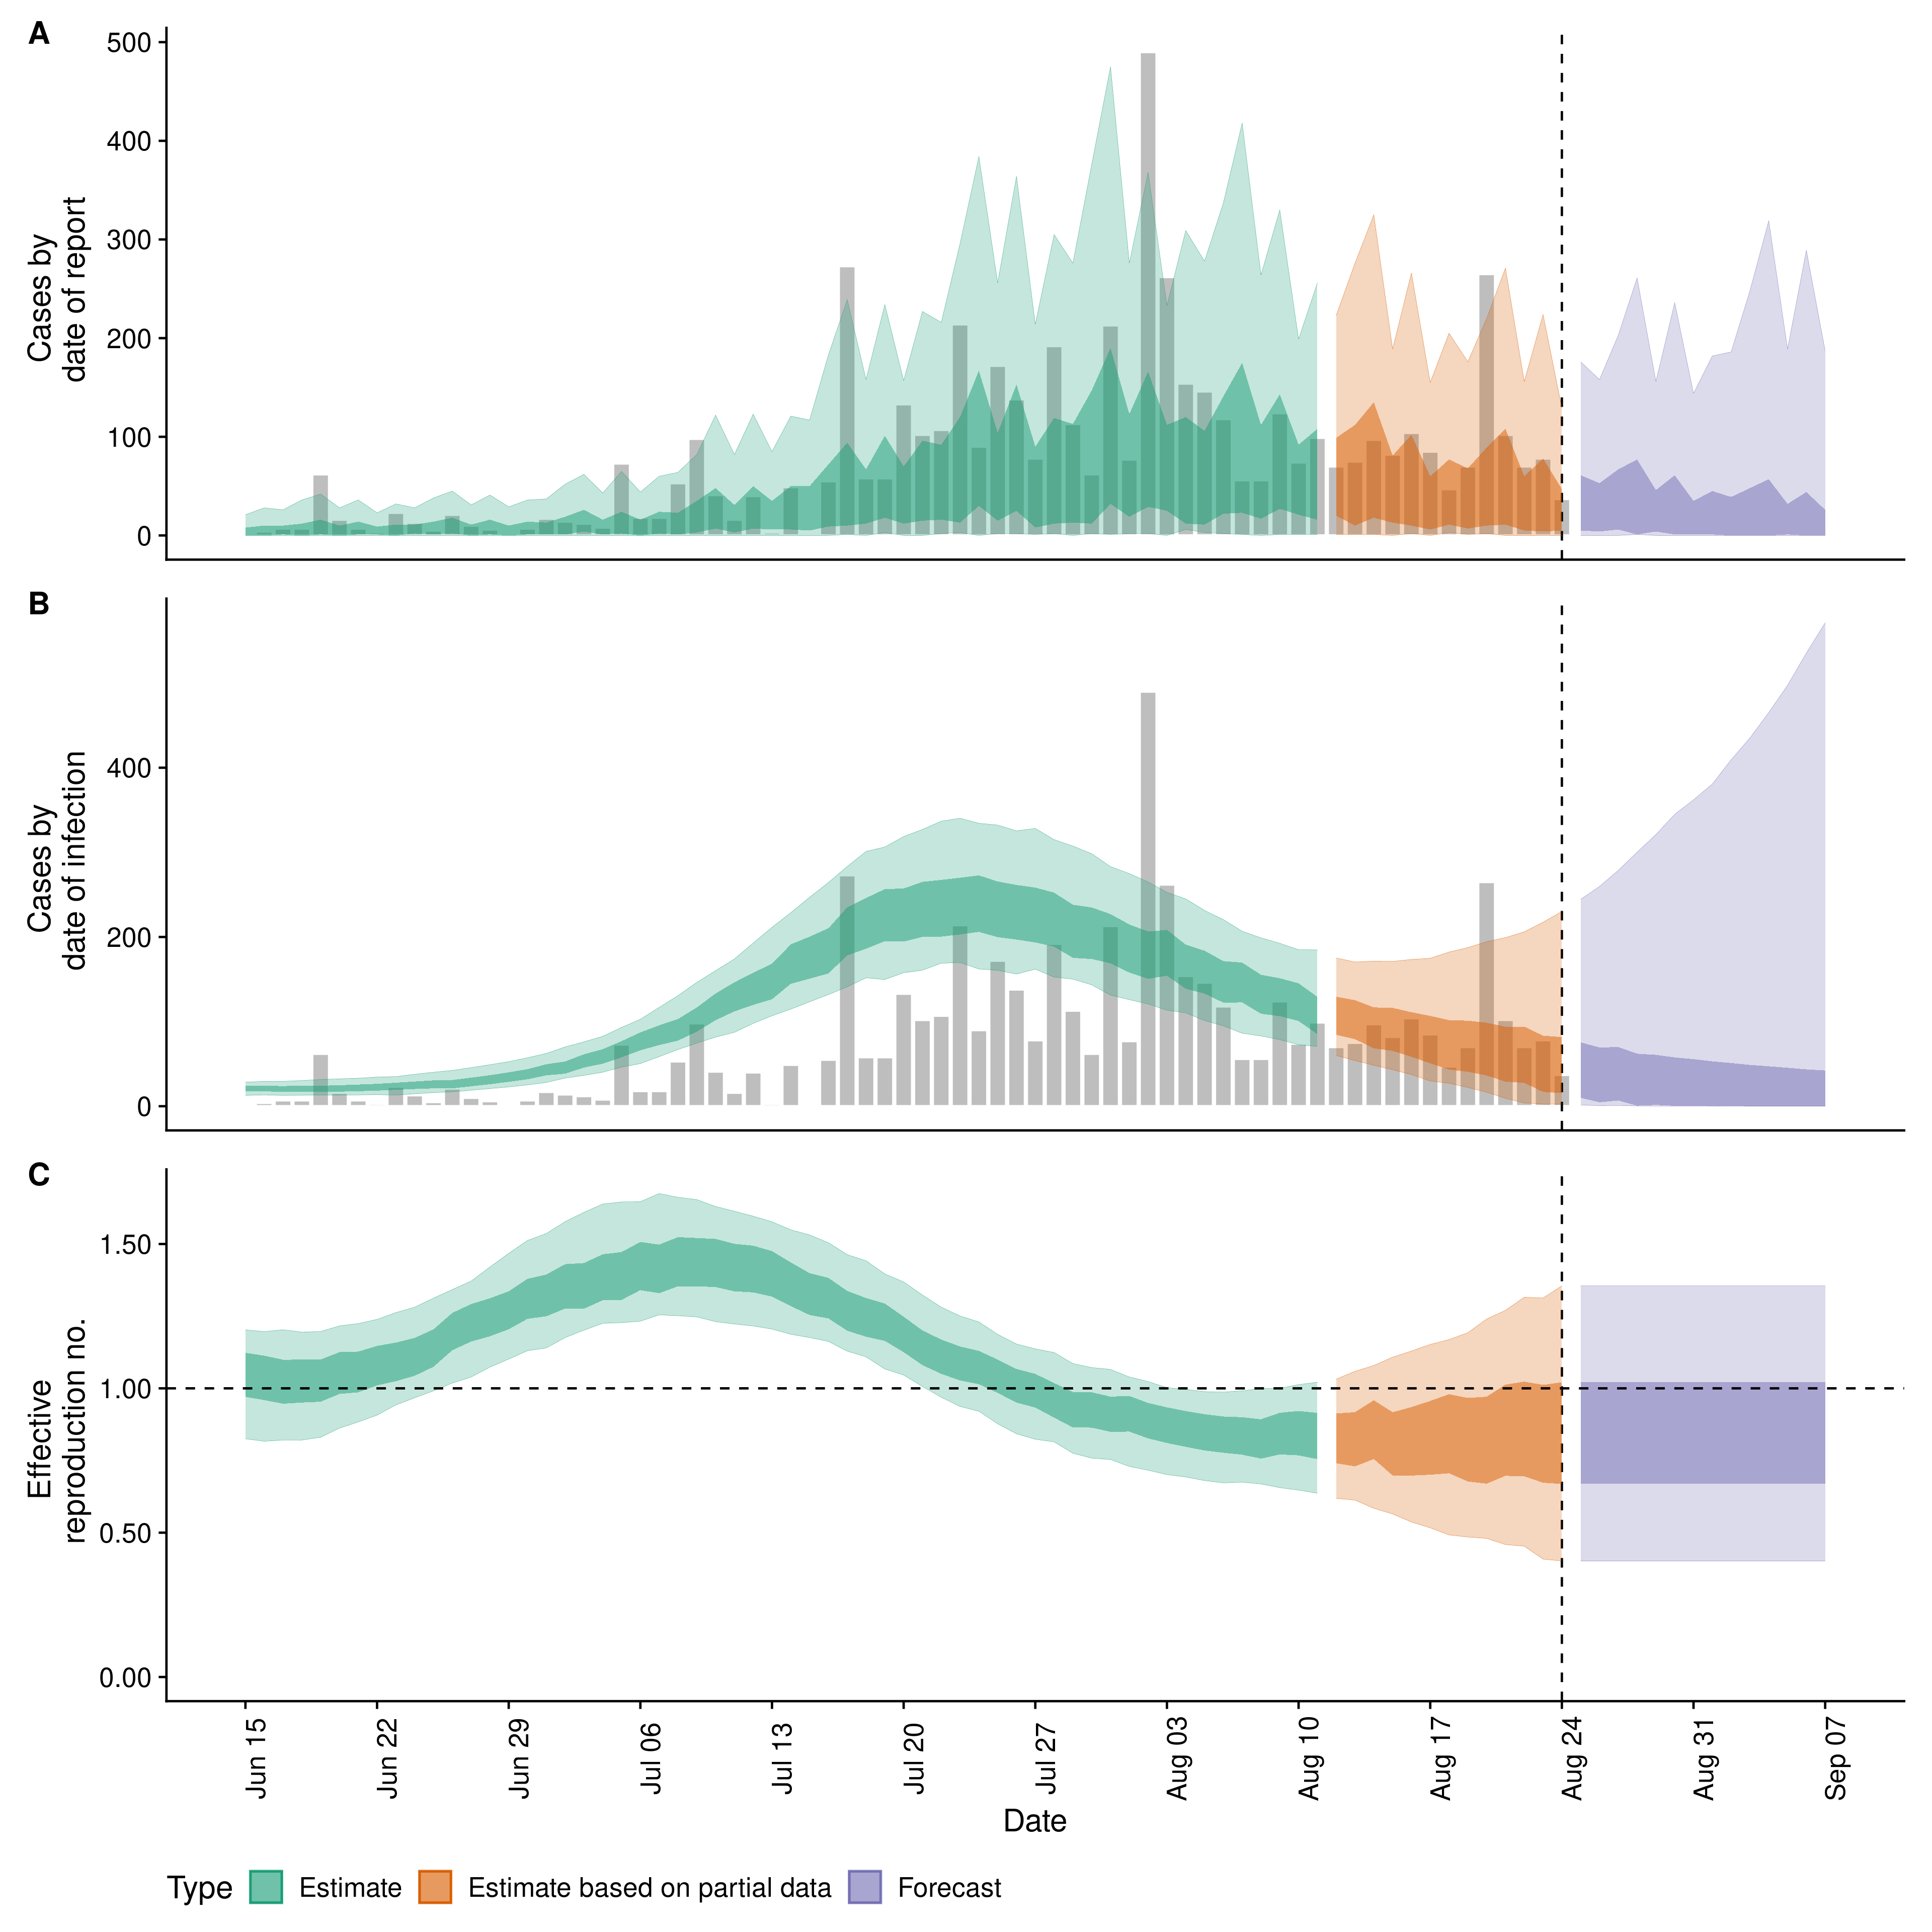 A
Cases by
date of report
500
400
300
200
100
0
B
Cases by
date of infection
400
200
0
C
Effective
reproduction no.
1.50
1.00
0.50
0.00
Jun 15
Jun 22
Jun 29
Jul 06
Jul 13
Jul 20
Jul 27
Aug 03
Aug 10
Aug 17
Aug 24
Aug 31
Sep 07
Date
Type Estimate Estimate based on partial data Forecast